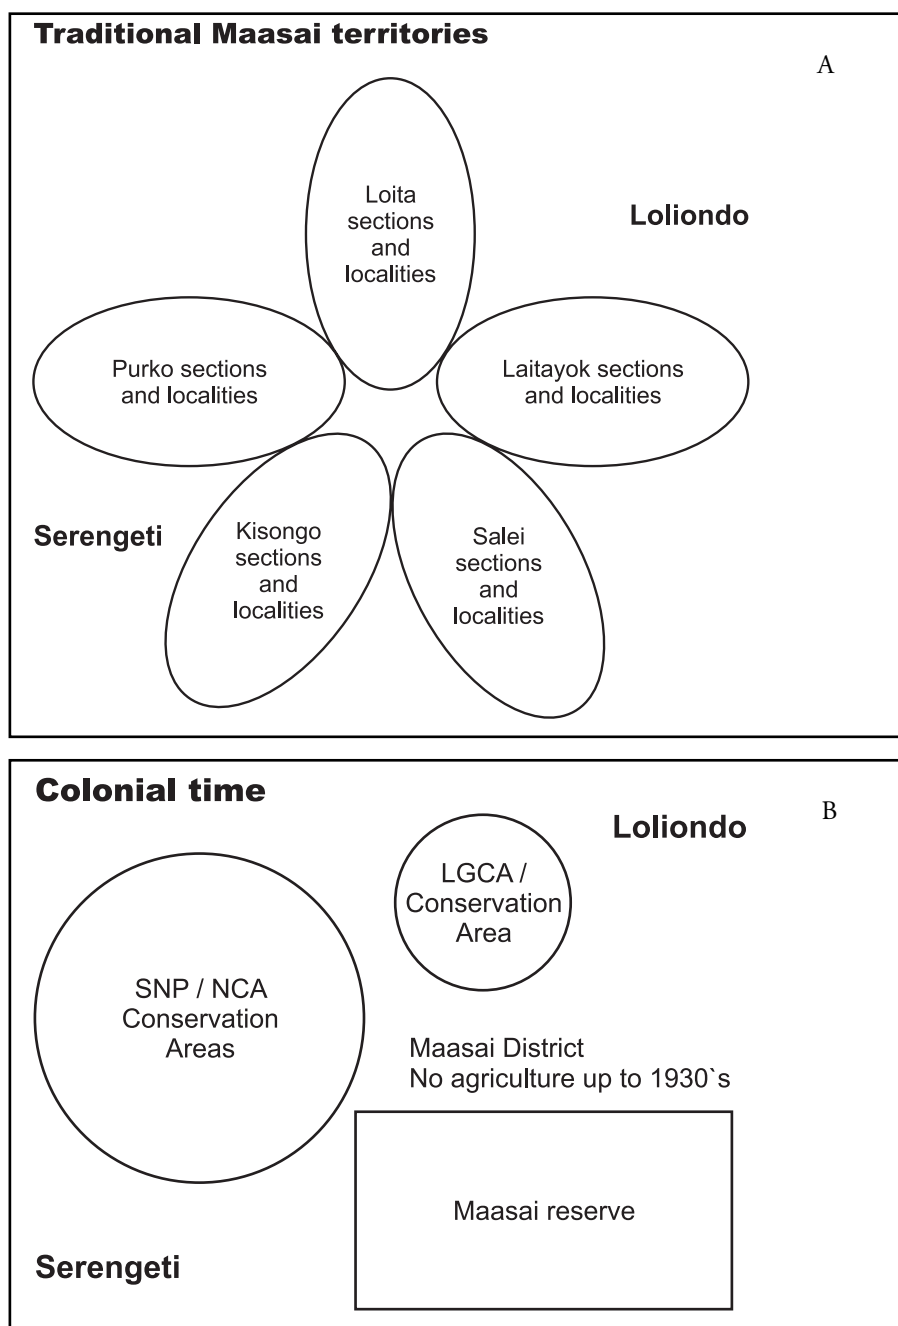 Traditional Maasai territories
A
Loita
sections
and
localities
Loliondo
Purko sections
and localities
Laitayok sections
and localities
Serengeti
Kisongo
sections
and
localities
Salei
sections
and
localities
Colonial time
B
Loliondo
LGCA /
Conservation
Area
SNP / NCA
Conservation
Areas
Maasai District
No agriculture up to 1930`s
Maasai reserve
Serengeti